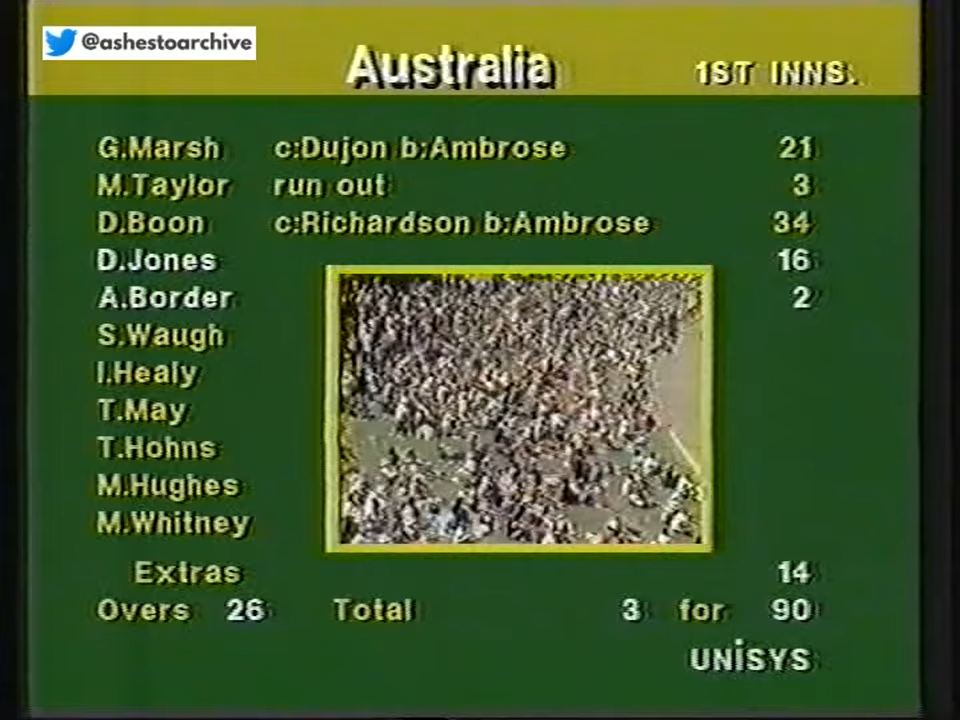 @ashestoarchive
Australia 1ST INNS.
G.Marsh c:Dujon b:Ambrose 21
M.Taylor run out 3
D.Boon c:Richardson b:Ambrose 34
D.Jones 16
A.Border 2
S.Waugh
I.Healy
T.May
T.Hohns
M.Hughes
M.Whitney
Extras 14
Overs 26 Total 3 for 90
UNiSYS